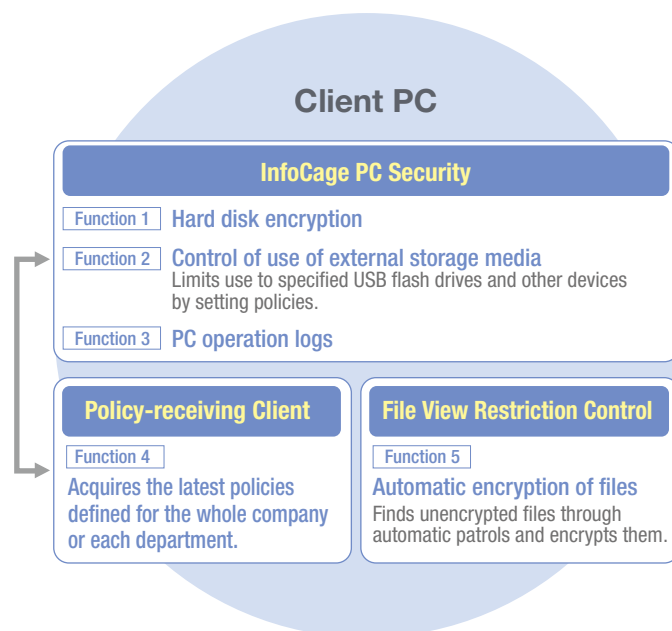 Client PC
InfoCage PC Security
Function 1 Hard disk encryption
Function 2 Control of use of external storage media
Limits use to specified USB flash drives and other devices
by setting policies.
Function 3 PC operation logs
Policy-receiving Client
Function 4
Acquires the latest policies
defined for the whole company
or each department.
File View Restriction Control
Function 5
Automatic encryption of files
Finds unencrypted files through
automatic patrols and encrypts them.